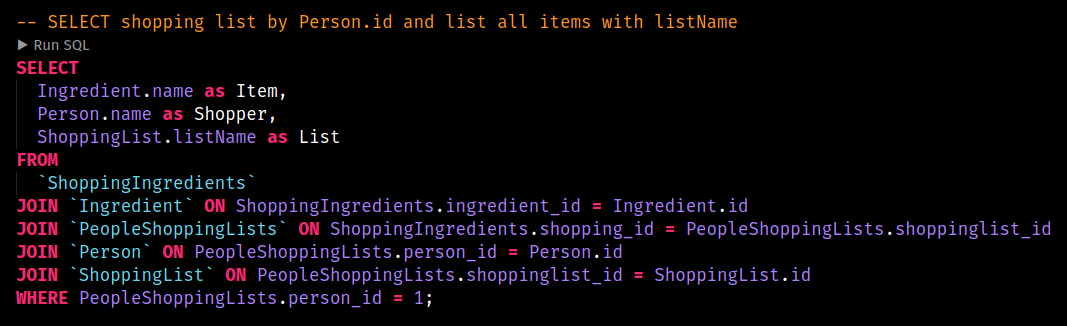 -- SELECT shopping list by Person.id and list all items with listName
▶ Run SQL
SELECT
  Ingredient.name as Item,
  Person.name as Shopper,
  ShoppingList.listName as List
FROM
  `ShoppingIngredients`
JOIN `Ingredient` ON ShoppingIngredients.ingredient_id = Ingredient.id
JOIN `PeopleShoppingLists` ON ShoppingIngredients.shopping_id = PeopleShoppingLists.shoppinglist_id
JOIN `Person` ON PeopleShoppingLists.person_id = Person.id
JOIN `ShoppingList` ON PeopleShoppingLists.shoppinglist_id = ShoppingList.id
WHERE PeopleShoppingLists.person_id = 1;